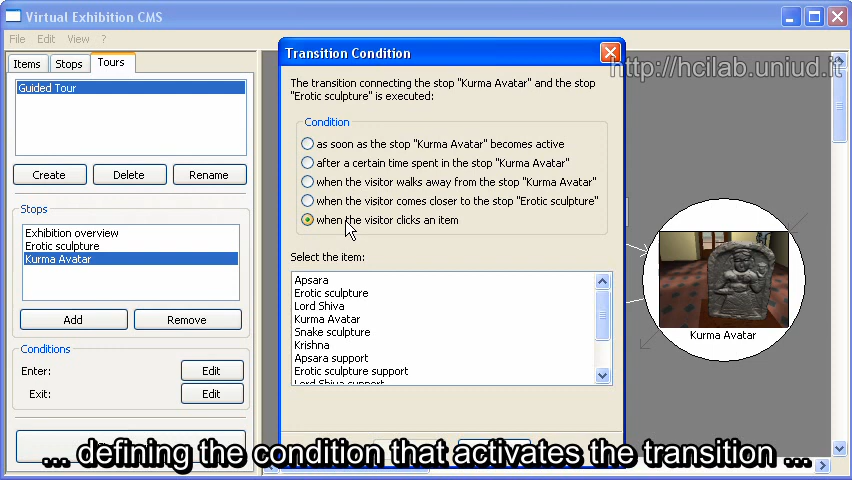 Virtual Exhibition CMS
File Edit View ?
Items Stops Tours
Guided Tour
Create Delete Rename
Stops
Exhibition overview
Erotic sculpture
Kurma Avatar
Add Remove
Conditions
Enter: Edit
Exit: Edit
Transition Condition
http://hcilab.uniud.it
The transition connecting the stop "Kurma Avatar" and the stop
"Erotic sculpture" is executed:
Condition
as soon as the stop "Kurma Avatar" becomes active
after a certain time spent in the stop "Kurma Avatar"
when the visitor walks away from the stop "Kurma Avatar"
when the visitor comes closer to the stop "Erotic sculpture"
when the visitor clicks an item
Select the item:
Apsara
Erotic sculpture
Lord Shiva
Kurma Avatar
Snake sculpture
Krishna
Apsara support
Erotic sculpture support
Lord Shiva support
Kurma Avatar
... defining the condition that activates the transition ...